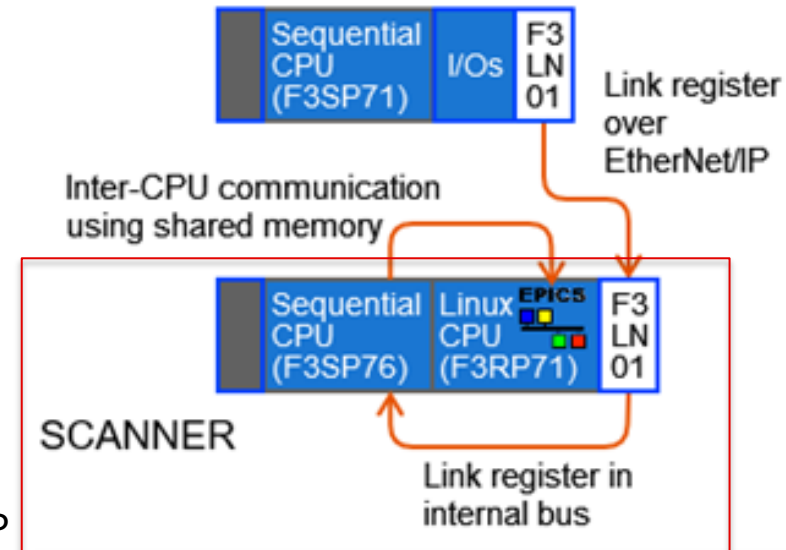 Sequential
CPU
(F3SP71)
I/Os
F3
LN
01
Link register
over
EtherNet/IP
Inter-CPU communication
using shared memory
Sequential
CPU
(F3SP76)
Linux
CPU
(F3RP71)
EPICS
F3
LN
01
SCANNER
Link register in
internal bus